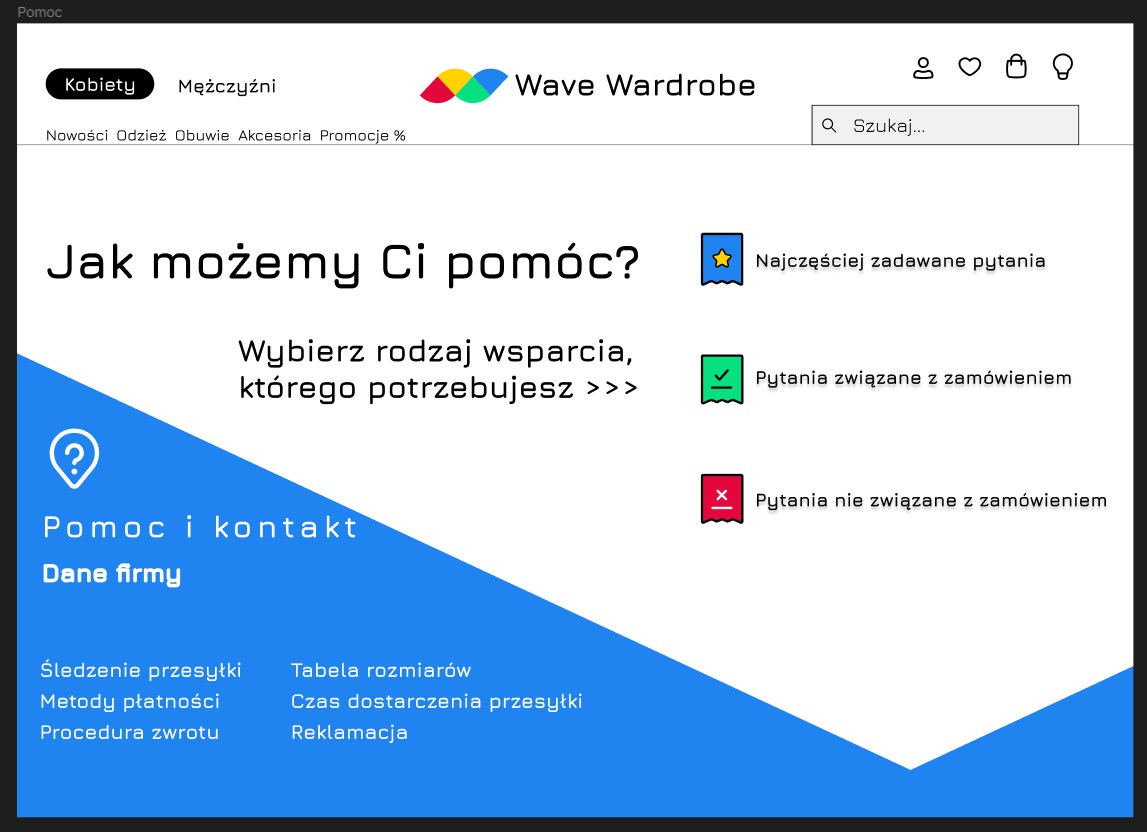 Pomoc
Kobiety Mężczyźni
Wave Wardrobe
Szukaj...
Nowości Odzież Obuwie Akcesoria Promocje %
Jak możemy Ci pomóc?
Wybierz rodzaj wsparcia,
którego potrzebujesz >>>
Najczęściej zadawane pytania
Pytania związane z zamówieniem
Pytania nie związane z zamówieniem
?
Pomoc i kontakt
Dane firmy
Śledzenie przesyłki
Metody płatności
Procedura zwrotu
Tabela rozmiarów
Czas dostarczenia przesyłki
Reklamacja